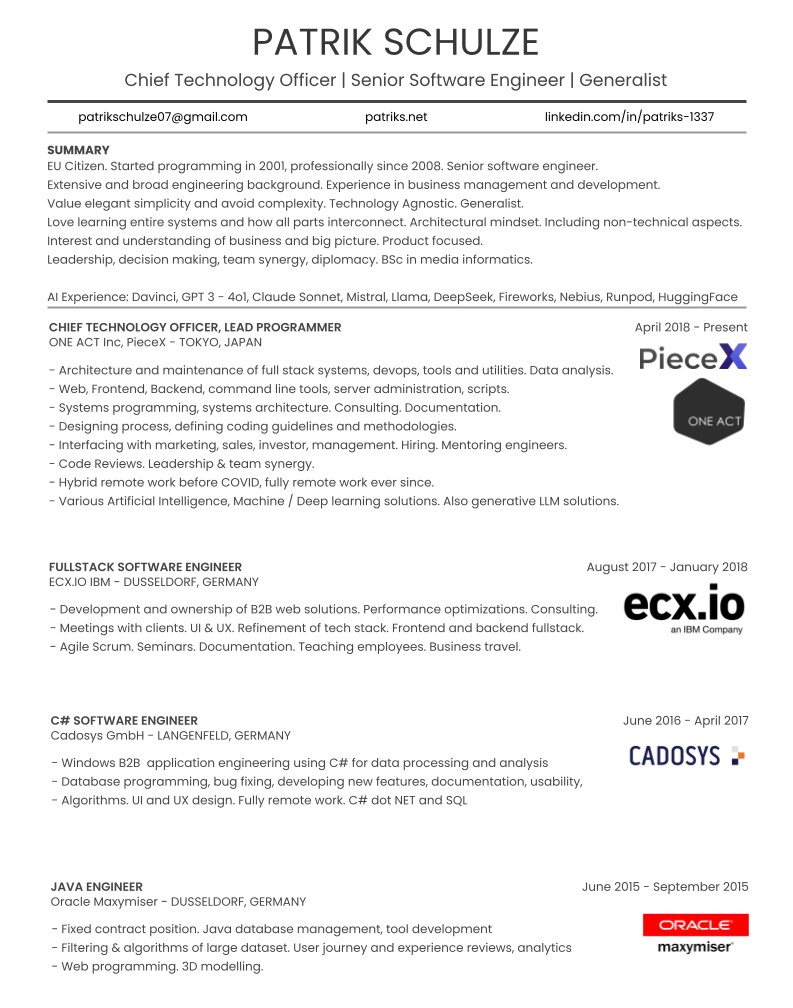 PATRIK SCHULZE
Chief Technology Officer | Senior Software Engineer | Generalist
patrikschulze07@gmail.com patriks.net linkedin.com/in/patriks-1337
SUMMARY
EU Citizen. Started programming in 2001, professionally since 2008. Senior software engineer.
Extensive and broad engineering background. Experience in business management and development.
Value elegant simplicity and avoid complexity. Technology Agnostic. Generalist.
Love learning entire systems and how all parts interconnect. Architectural mindset. Including non-technical aspects.
Interest and understanding of business and big picture. Product focused.
Leadership, decision making, team synergy, diplomacy. BSc in media informatics.
AI Experience: Davinci, GPT 3 - 4o1, Claude Sonnet, Mistral, Llama, DeepSeek, Fireworks, Nebius, Runpod, HuggingFace
CHIEF TECHNOLOGY OFFICER, LEAD PROGRAMMER April 2018 - Present
ONE ACT Inc, PieceX - TOKYO, JAPAN
PieceX
- Architecture and maintenance of full stack systems, devops, tools and utilities. Data analysis.
- Web, Frontend, Backend, command line tools, server administration, scripts.
- Systems programming, systems architecture. Consulting. Documentation.
ONE ACT
- Designing process, defining coding guidelines and methodologies.
- Interfacing with marketing, sales, investor, management. Hiring. Mentoring engineers.
- Code Reviews. Leadership & team synergy.
- Hybrid remote work before COVID, fully remote work ever since.
- Various Artificial Intelligence, Machine / Deep learning solutions. Also generative LLM solutions.
FULLSTACK SOFTWARE ENGINEER August 2017 - January 2018
ECX.IO IBM - DUSSELDORF, GERMANY
- Development and ownership of B2B web solutions. Performance optimizations. Consulting.
ecx.io
- Meetings with clients. UI & UX. Refinement of tech stack. Frontend and backend fullstack.
an IBM Company
- Agile Scrum. Seminars. Documentation. Teaching employees. Business travel.
C# SOFTWARE ENGINEER June 2016 - April 2017
Cadosys GmbH - LANGENFELD, GERMANY
CADOSYS
- Windows B2B application engineering using C# for data processing and analysis
- Database programming, bug fixing, developing new features, documentation, usability,
- Algorithms. UI and UX design. Fully remote work. C# dot NET and SQL
JAVA ENGINEER June 2015 - September 2015
Oracle Maxymiser - DUSSELDORF, GERMANY
ORACLE
- Fixed contract position. Java database management, tool development
maxymiser
- Filtering & algorithms of large dataset. User journey and experience reviews, analytics
- Web programming. 3D modelling.